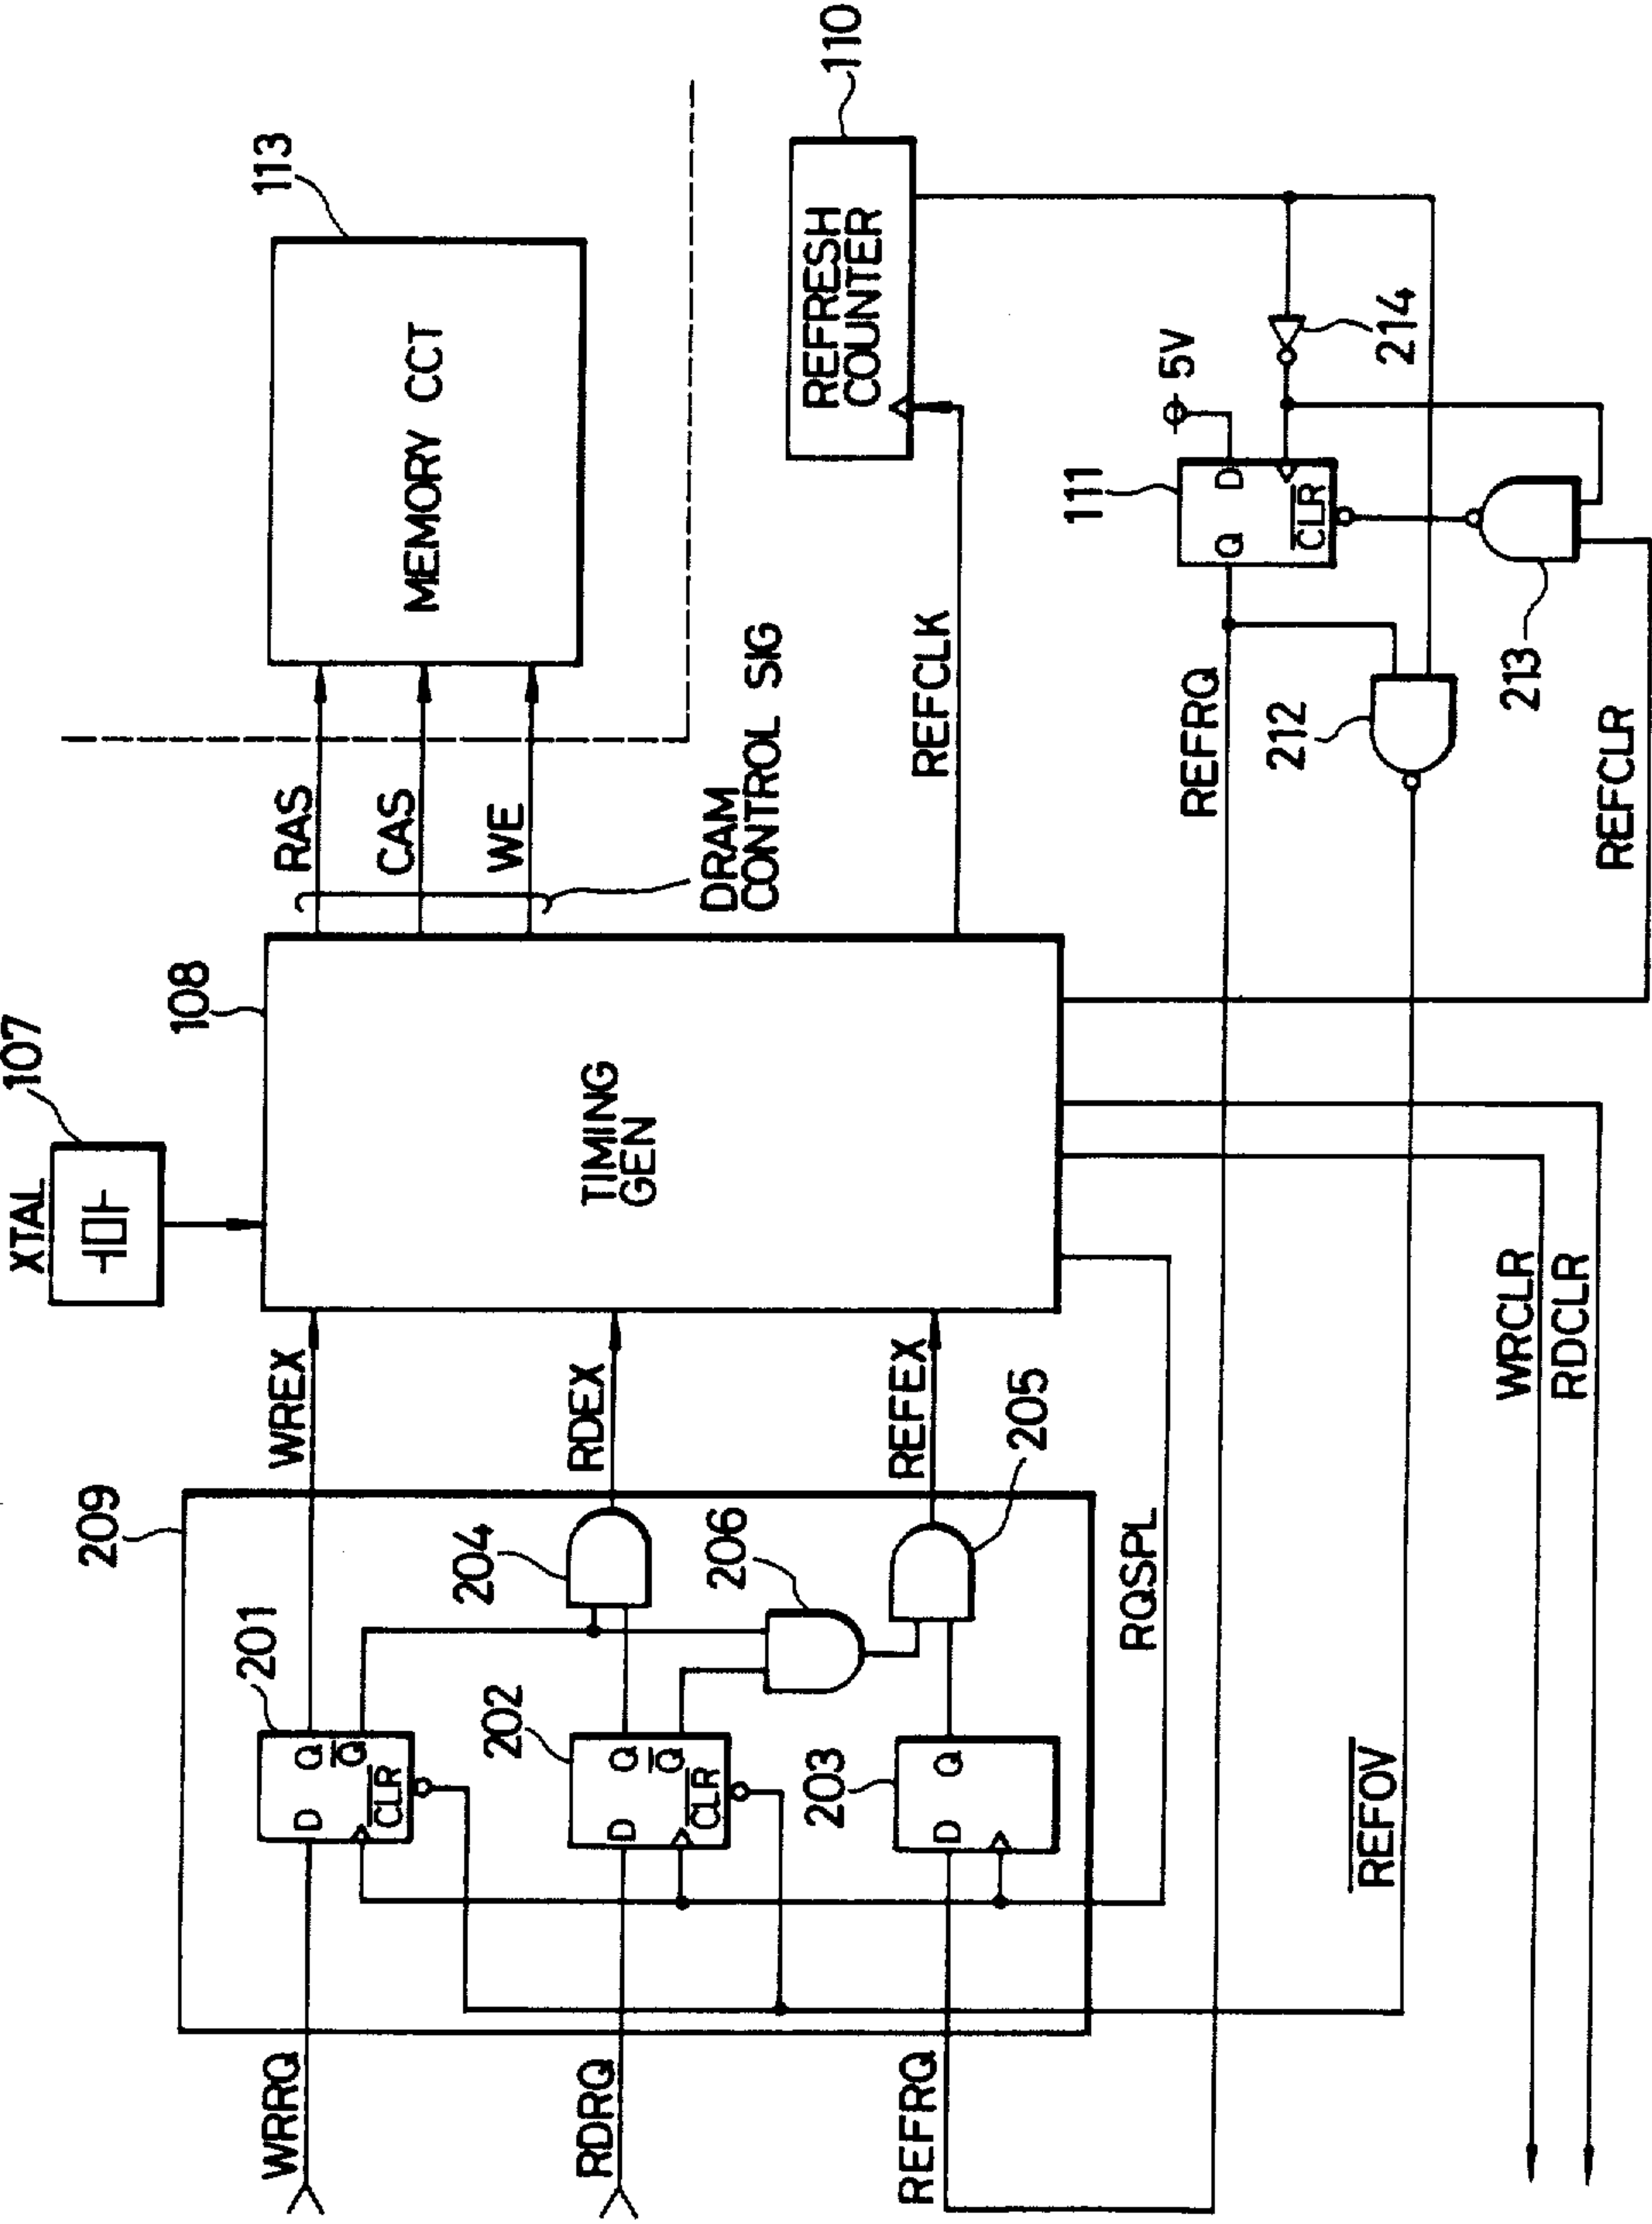 XTAL
107
108
113
MEMORY CCT
RAS
CAS
WE
DRAM
CONTROL SIG
TIMING
GEN
REFRESH
COUNTER
110
REFCLK
209
WREX
RDEX
REFEX
201
D Q
Q
CLR
202
D Q
Q
CLR
203
D Q
204
206
205
RQSPL
WRRQ
RDRQ
REFRQ
REFRQ
111
5V
Q D
CLR
214
212
213
REFCLR
REFOV
WRCLR
RDCLR